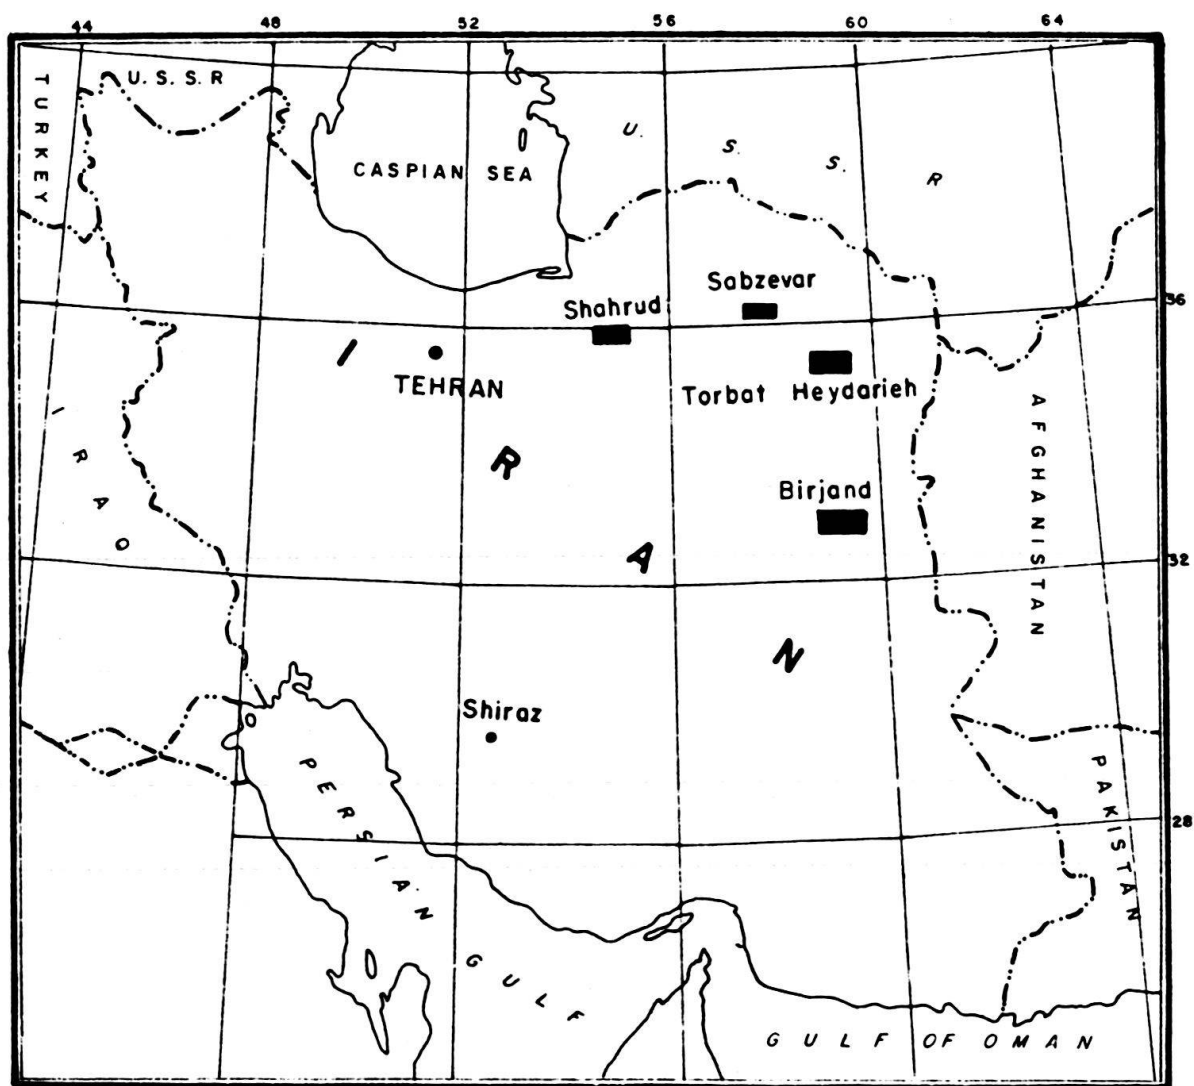 44 48 52 56 60 64
TURKEY
U.S.S.R
U. S. S. R
CASPIAN SEA
36
Sabzevar
Shahrud
TEHRAN
Torbat Heydarieh
IRAN
IRAQ
AFGHANISTAN
Birjand
32
Shiraz
PERSIAN GULF
PAKISTAN
28
GULF OF OMAN